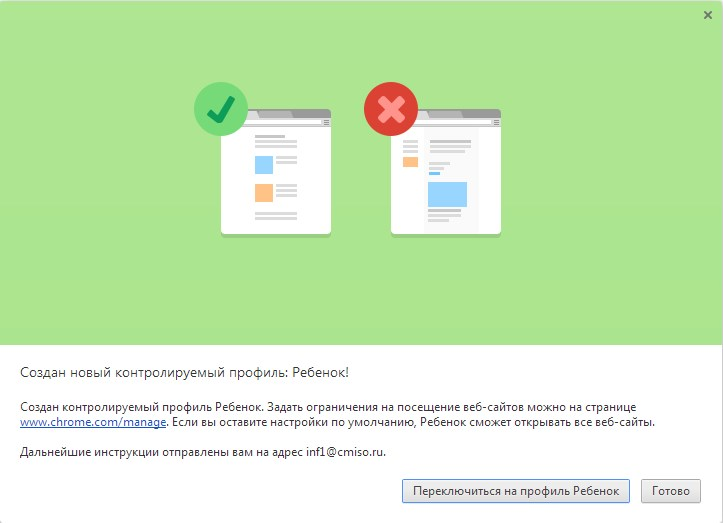 Создан новый контролируемый профиль: Ребенок!
Создан контролируемый профиль Ребенок. Задать ограничения на посещение веб-сайтов можно на странице
www.chrome.com/manage. Если вы оставите настройки по умолчанию, Ребенок сможет открывать все веб-сайты.
Дальнейшие инструкции отправлены вам на адрес inf1@cmiso.ru.
Переключиться на профиль Ребенок Готово